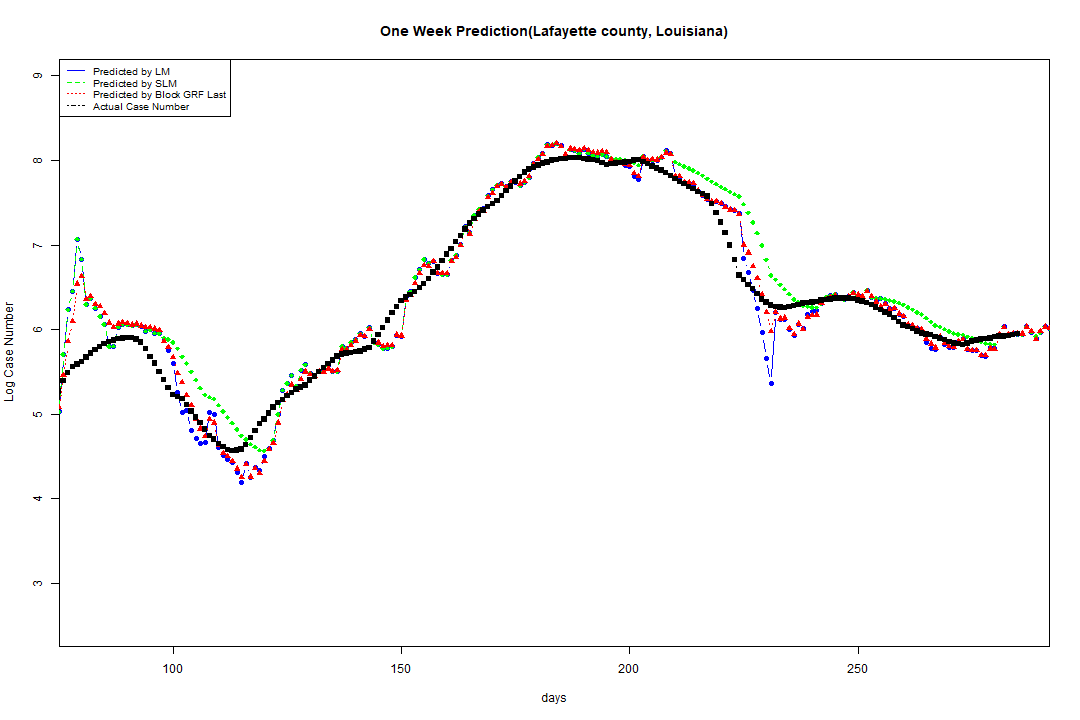 One Week Prediction(Lafayette county, Louisiana)
Predicted by LM
Predicted by SLM
Predicted by Block GRF Last
Actual Case Number
9
8
7
6
5
4
3
Log Case Number
100 150 200 250
days